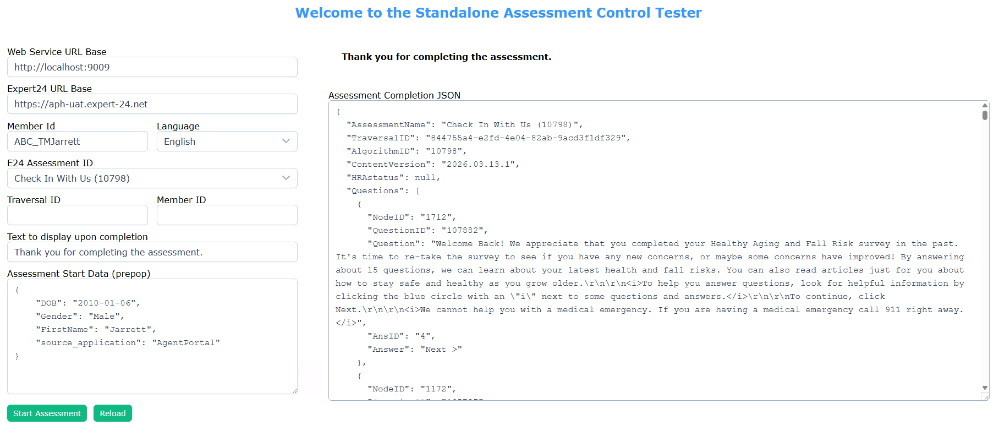 Welcome to the Standalone Assessment Control Tester
Web Service URL Base
http://localhost:9009
Expert24 URL Base
https://aph-uat.expert-24.net
Member Id
Language
ABC_TMJarrett
English
E24 Assessment ID
Check In With Us (10798)
Traversal ID
Member ID
Text to display upon completion
Thank you for completing the assessment.
Assessment Start Data (prepop)
{
"DOB": "2010-01-06",
"Gender": "Male",
"FirstName": "Jarrett",
"source_application": "AgentPortal"
}
Start Assessment
Reload
Thank you for completing the assessment.
Assessment Completion JSON
{
"AssessmentName": "Check In With Us (10798)",
"TraversalID": "844755a4-e2fd-4e04-82ab-9acd3f1df329",
"AlgorithmID": "10798",
"ContentVersion": "2026.03.13.1",
"HRAstatus": null,
"Questions": [
{
"NodeID": "1712",
"QuestionID": "107882",
"Question": "Welcome Back! We appreciate that you completed your Healthy Aging and Fall Risk survey in the past.
It's time to re-take the survey to see if you have any new concerns, or maybe some concerns have improved! By answering
about 15 questions, we can learn about your latest health and fall risks. You can also read articles just for you about
how to stay safe and healthy as you grow older.\r\n\r\n<i>To help you answer questions, look for helpful information by
clicking the blue circle with an \"i\" next to some questions and answers.</i>\r\n\r\nTo continue, click
Next.\r\n\r\n<i>We cannot help you with a medical emergency. If you are having a medical emergency call 911 right away.
</i>",
"AnsID": "4",
"Answer": "Next >"
},
{
"NodeID": "1172",